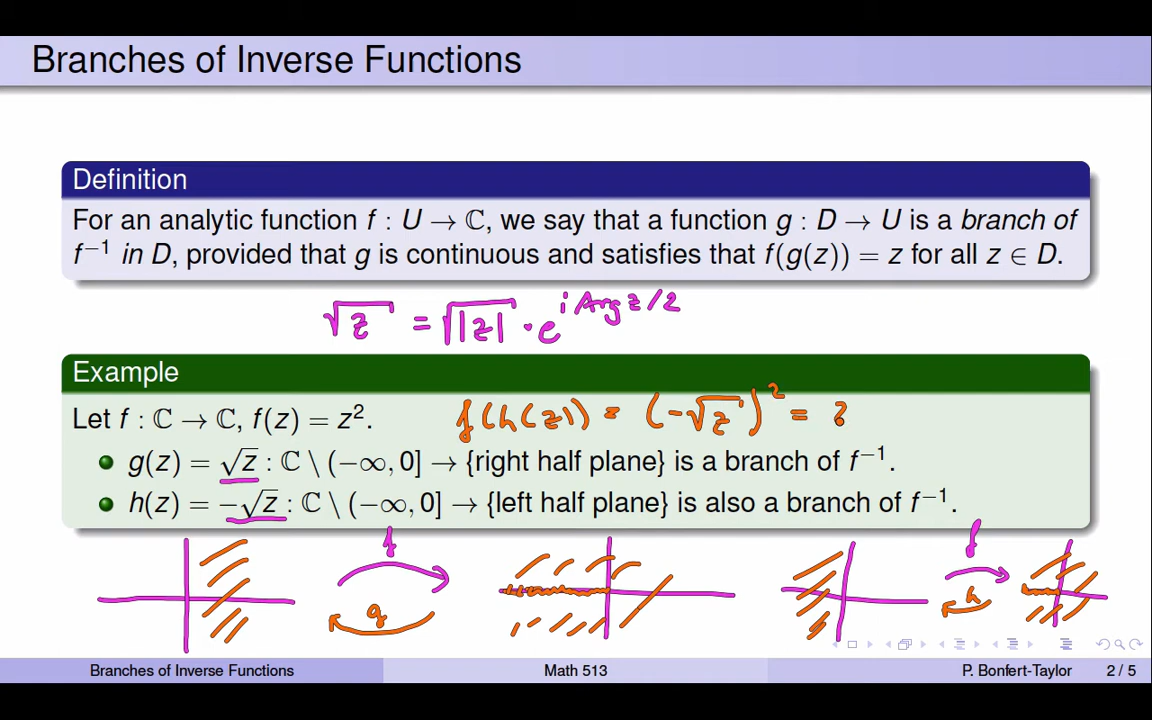 Branches of Inverse Functions
Definition
For an analytic function f : U → ℂ, we say that a function g : D → U is a branch of
f⁻¹ in D, provided that g is continuous and satisfies that f(g(z)) = z for all z ∈ D.
√z = √|z| · e^{i Arg z/2}
Example
Let f : ℂ → ℂ, f(z) = z². f(h(z)) = (-√z)² = z
g(z) = √z : ℂ \ (−∞, 0] → {right half plane} is a branch of f⁻¹.
h(z) = −√z : ℂ \ (−∞, 0] → {left half plane} is also a branch of f⁻¹.
f f
g h
Branches of Inverse Functions Math 513 P. Bonfert-Taylor 2 / 5